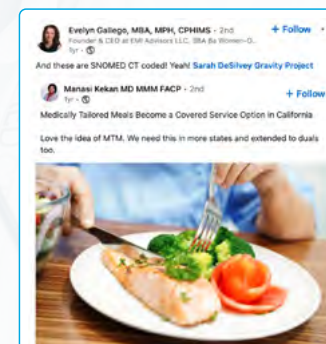 Evelyn Gallego, MBA, MPH, CPHIMS · 2nd
+ Follow
Founder & CEO at EMI Advisors LLC, SBA 8a Women-O...
1yr ·
And these are SNOMED CT coded! Yeah! Sarah DeSilvey Gravity Project
Manasi Kekan MD MMM FACP · 2nd
+ Follow
1yr ·
Medically Tailored Meals Become a Covered Service Option in California
Love the idea of MTM. We need this in more states and extended to duals
too.